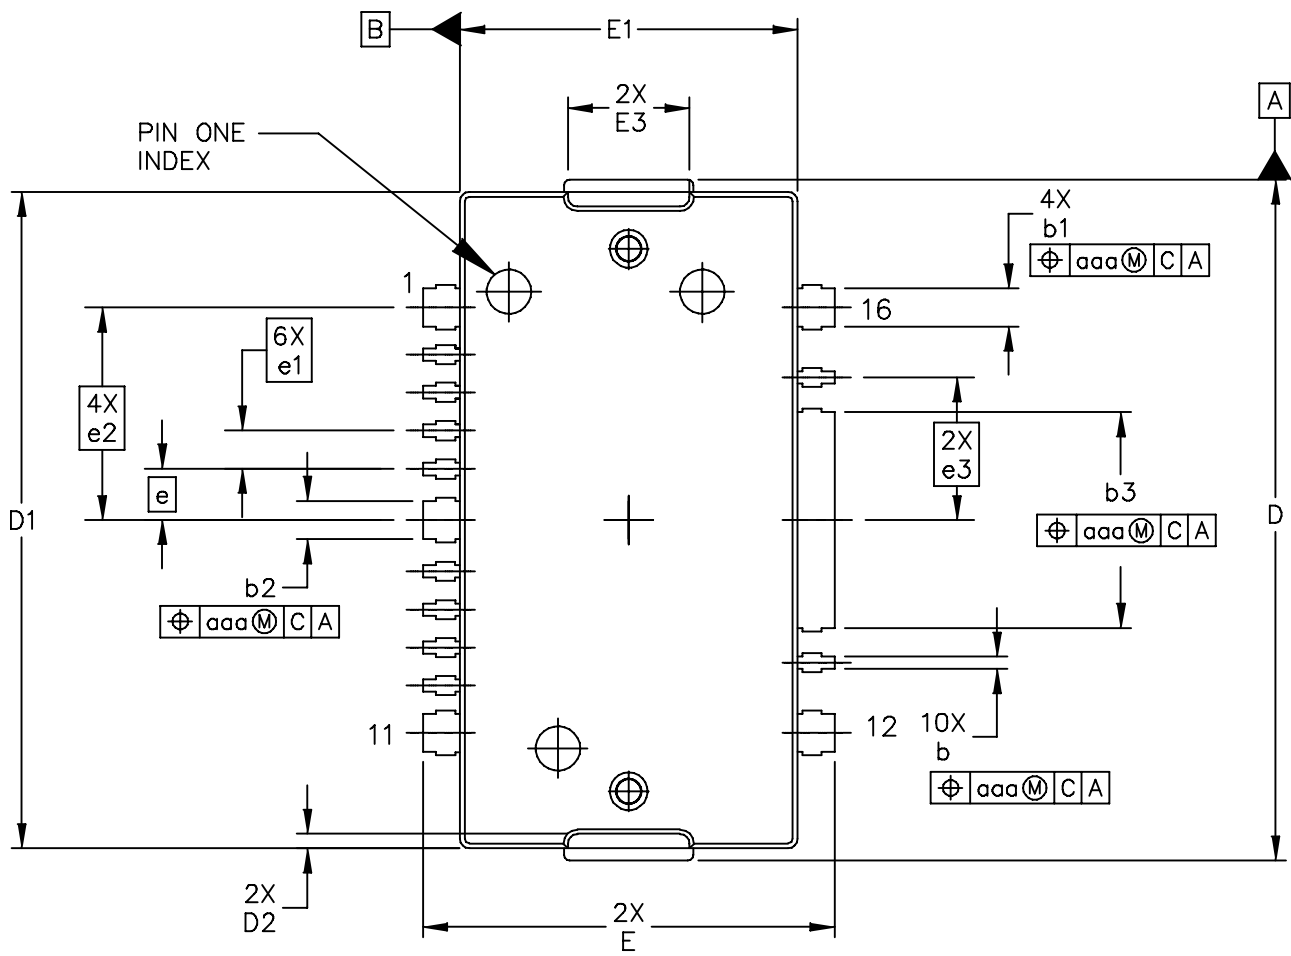 B
E1
2X
E3
A
PIN ONE
INDEX
4X
b1
⌖ aaa Ⓜ C A
1
16
6X
e1
4X
e2
2X
e3
e
b3
D1
D
⌖ aaa Ⓜ C A
b2
⌖ aaa Ⓜ C A
11
12
10X
b
⌖ aaa Ⓜ C A
2X
D2
2X
E